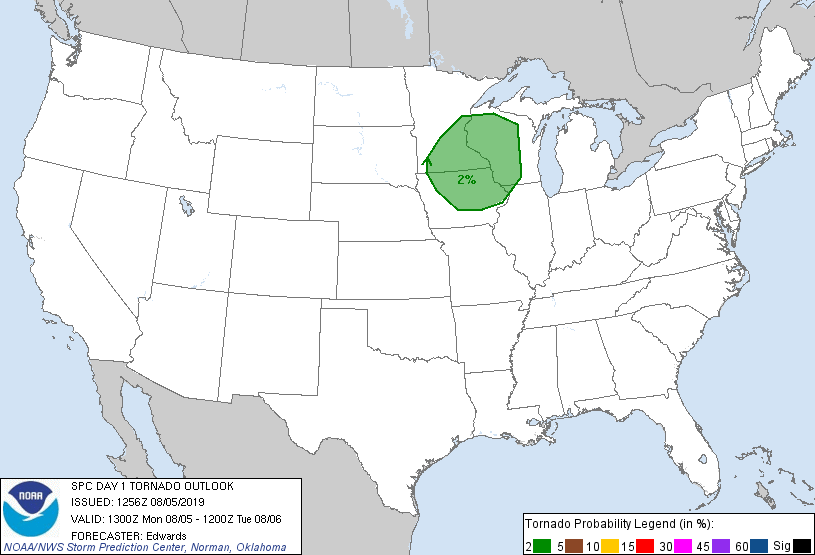 2%
NOAA
SPC DAY 1 TORNADO OUTLOOK
ISSUED: 1256Z 08/05/2019
VALID: 1300Z Mon 08/05 - 1200Z Tue 08/06
FORECASTER: Edwards
NOAA/NWS Storm Prediction Center, Norman, Oklahoma
Tornado Probability Legend (in %):
2 5 10 15 30 45 60 Sig